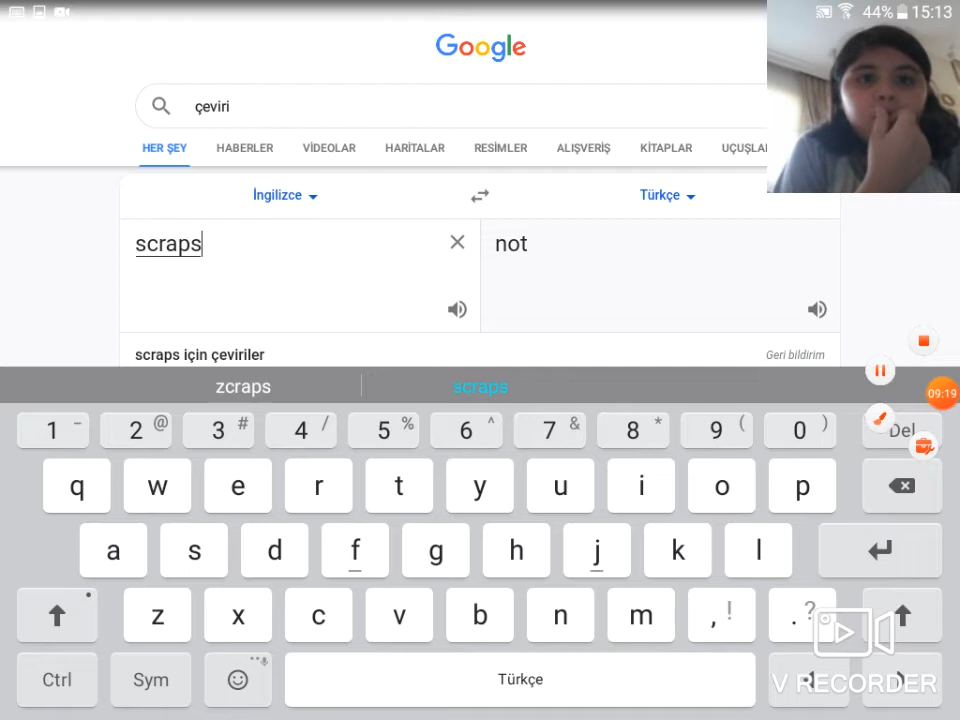 44% 15:13
Google
çeviri
HER ŞEY HABERLER VİDEOLAR HARİTALAR RESİMLER ALIŞVERİŞ KİTAPLAR UÇUŞLA
İngilizce Türkçe
scraps not
scraps için çeviriler Geri bildirim
zcraps scraps
09:19
1 - 2 @ 3 # 4 / 5 % 6 ^ 7 & 8 * 9 ( 0 ) Del
q w e r t y u i o p
a s d f g h j k l
z x c v b n m , ! . ?
Ctrl Sym Türkçe
V RECORDER